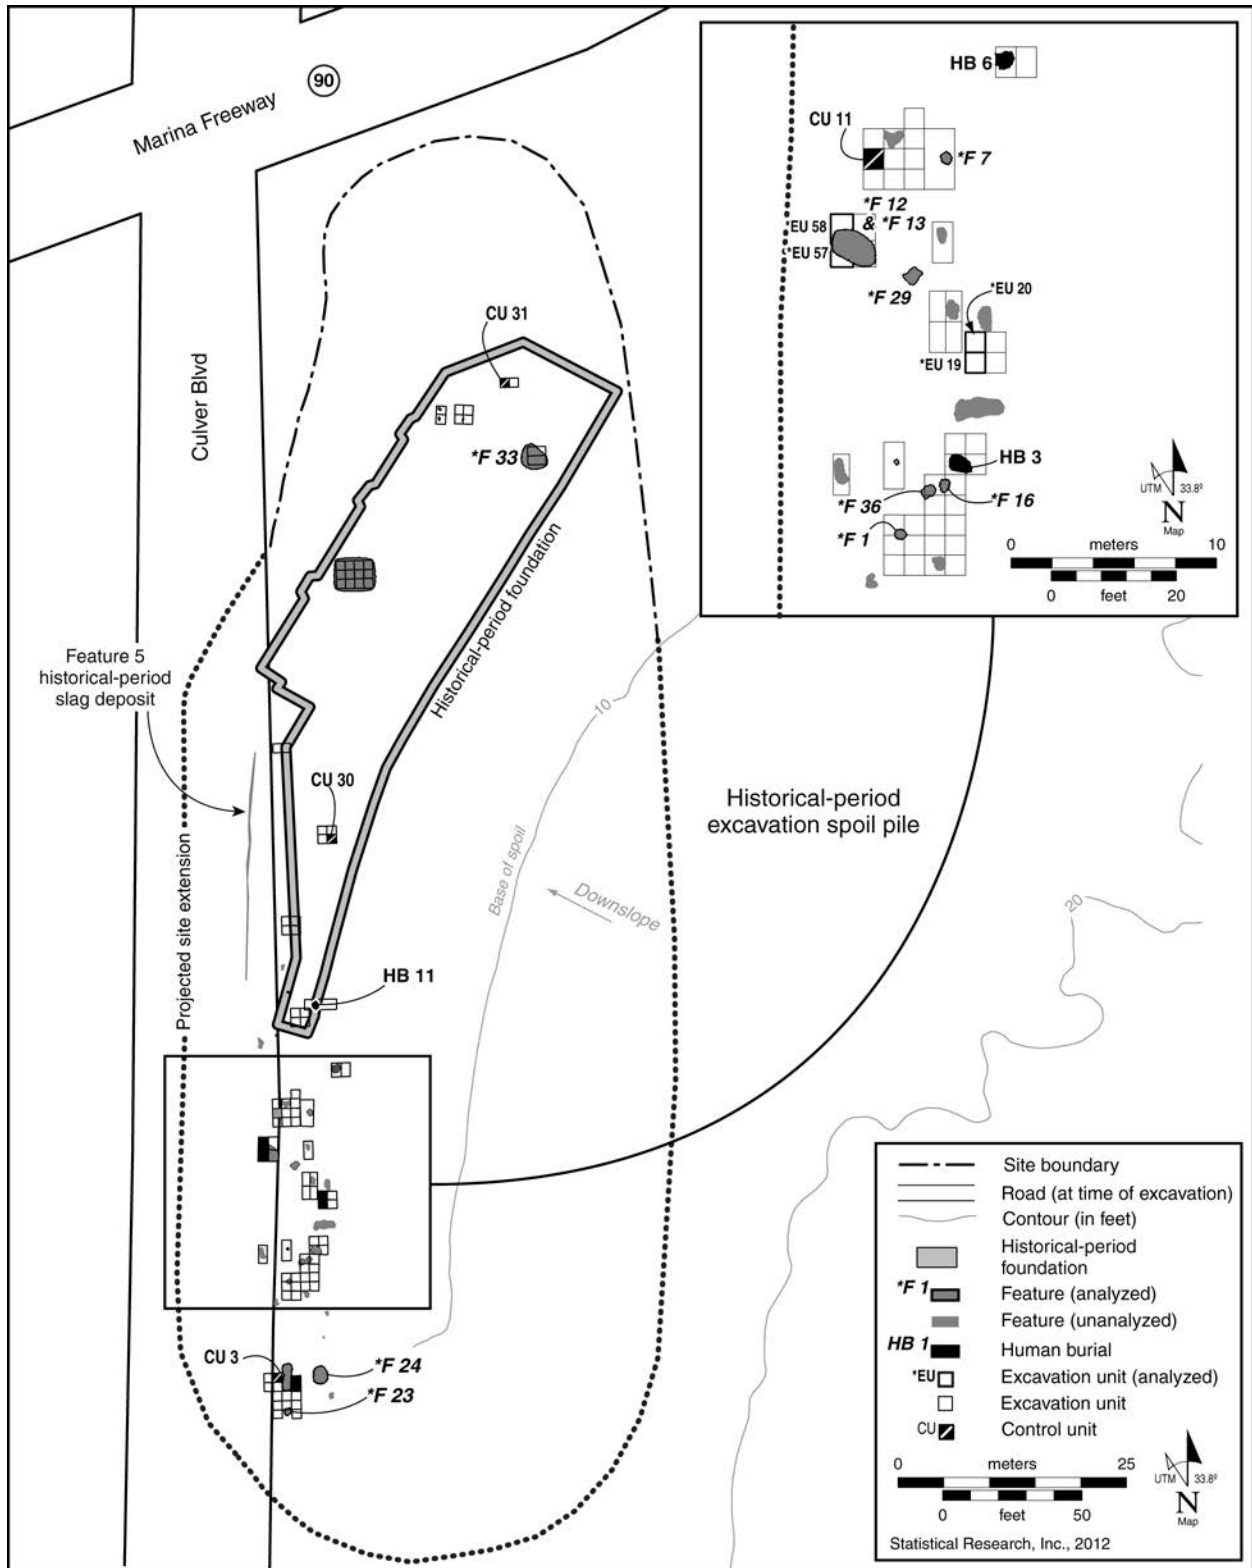 90
Marina Freeway
Culver Blvd
CU 31
*F 33
Historical-period foundation
Feature 5
historical-period
slag deposit
CU 30
Projected site extension
HB 11
10
Base of spoil
Downslope
Historical-period
excavation spoil pile
20
CU 3
*F 24
*F 23
HB 6
CU 11
*F 7
*F 12
& *F 13
*EU 58
*EU 57
*F 29
*EU 20
*EU 19
HB 3
*F 36
*F 16
*F 1
UTM 33.8º
N
Map
0 meters 10
0 feet 20
Site boundary
Road (at time of excavation)
Contour (in feet)
Historical-period
foundation
*F 1 Feature (analyzed)
Feature (unanalyzed)
HB 1 Human burial
*EU Excavation unit (analyzed)
Excavation unit
CU Control unit
0 meters 25
0 feet 50
UTM 33.8º
N
Map
Statistical Research, Inc., 2012